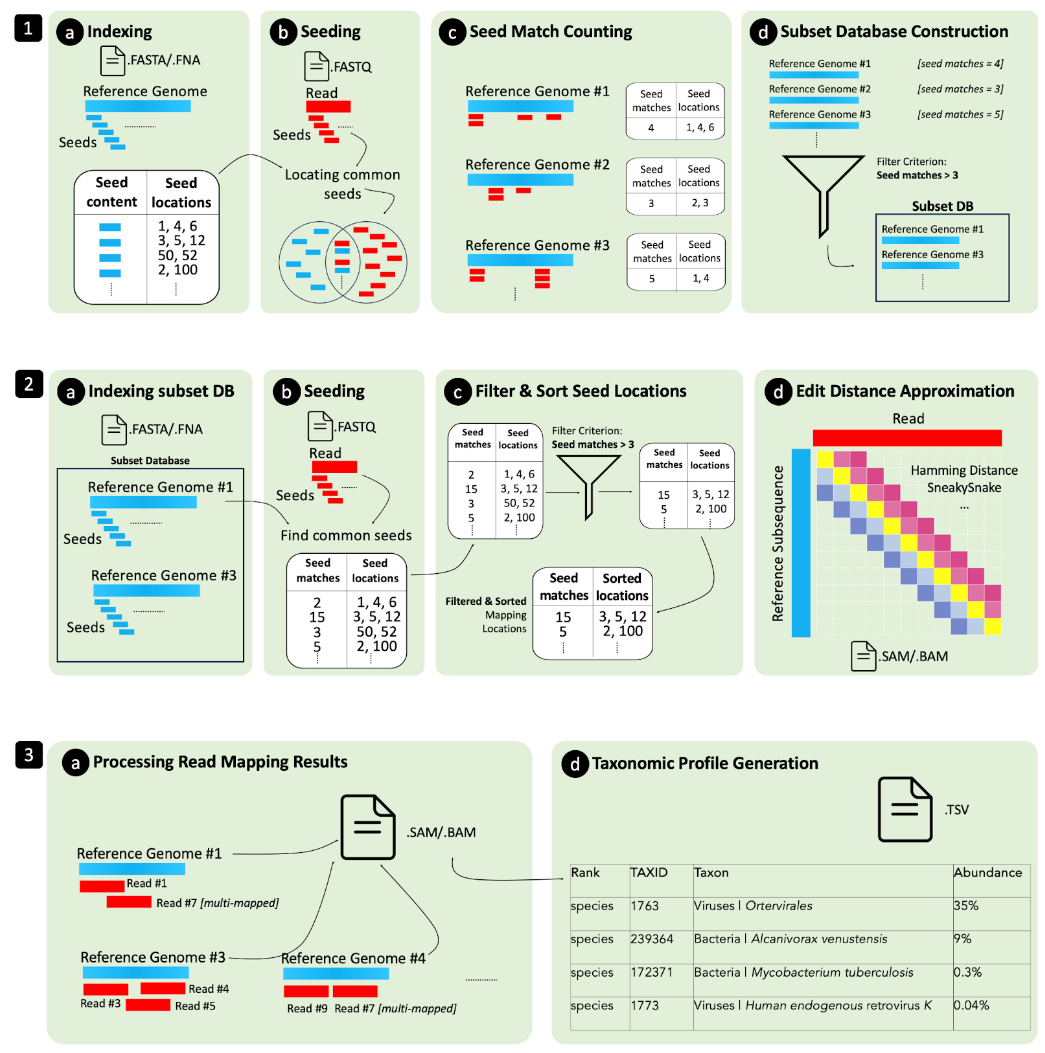 1
a Indexing
.FASTA/.FNA
Reference Genome
Seeds
Seed content
Seed locations
1, 4, 6
3, 5, 12
50, 52
2, 100
b Seeding
.FASTQ
Read
Seeds
Locating common
seeds
c Seed Match Counting
Reference Genome #1
Seed matches
Seed locations
4
1, 4, 6
Reference Genome #2
Seed matches
Seed locations
3
2, 3
Reference Genome #3
Seed matches
Seed locations
5
1, 4
d Subset Database Construction
Reference Genome #1
[seed matches = 4]
Reference Genome #2
[seed matches = 3]
Reference Genome #3
[seed matches = 5]
Filter Criterion:
Seed matches > 3
Subset DB
Reference Genome #1
Reference Genome #3
2
a Indexing subset DB
.FASTA/.FNA
Subset Database
Reference Genome #1
Seeds
Reference Genome #3
Seeds
b Seeding
.FASTQ
Read
Seeds
Find common seeds
Seed matches
Seed locations
2
1, 4, 6
15
3, 5, 12
3
50, 52
5
2, 100
c Filter & Sort Seed Locations
Seed matches
Seed locations
2
1, 4, 6
15
3, 5, 12
3
50, 52
5
2, 100
Filter Criterion:
Seed matches > 3
Seed matches
Seed locations
15
3, 5, 12
5
2, 100
Filtered & Sorted
Mapping
Locations
Seed matches
Sorted locations
15
3, 5, 12
5
2, 100
d Edit Distance Approximation
Read
Reference Subsequence
Hamming Distance
SneakySnake
...
.SAM/.BAM
3
a Processing Read Mapping Results
.SAM/.BAM
Reference Genome #1
Read #1
Read #7 [multi-mapped]
Reference Genome #3
Read #4
Read #3
Read #5
Reference Genome #4
Read #9
Read #7 [multi-mapped]
d Taxonomic Profile Generation
.TSV
Rank TAXID Taxon Abundance
species 1763 Viruses | Ortervirales 35%
species 239364 Bacteria | Alcanivorax venustensis 9%
species 172371 Bacteria | Mycobacterium tuberculosis 0.3%
species 1773 Viruses | Human endogenous retrovirus K 0.04%